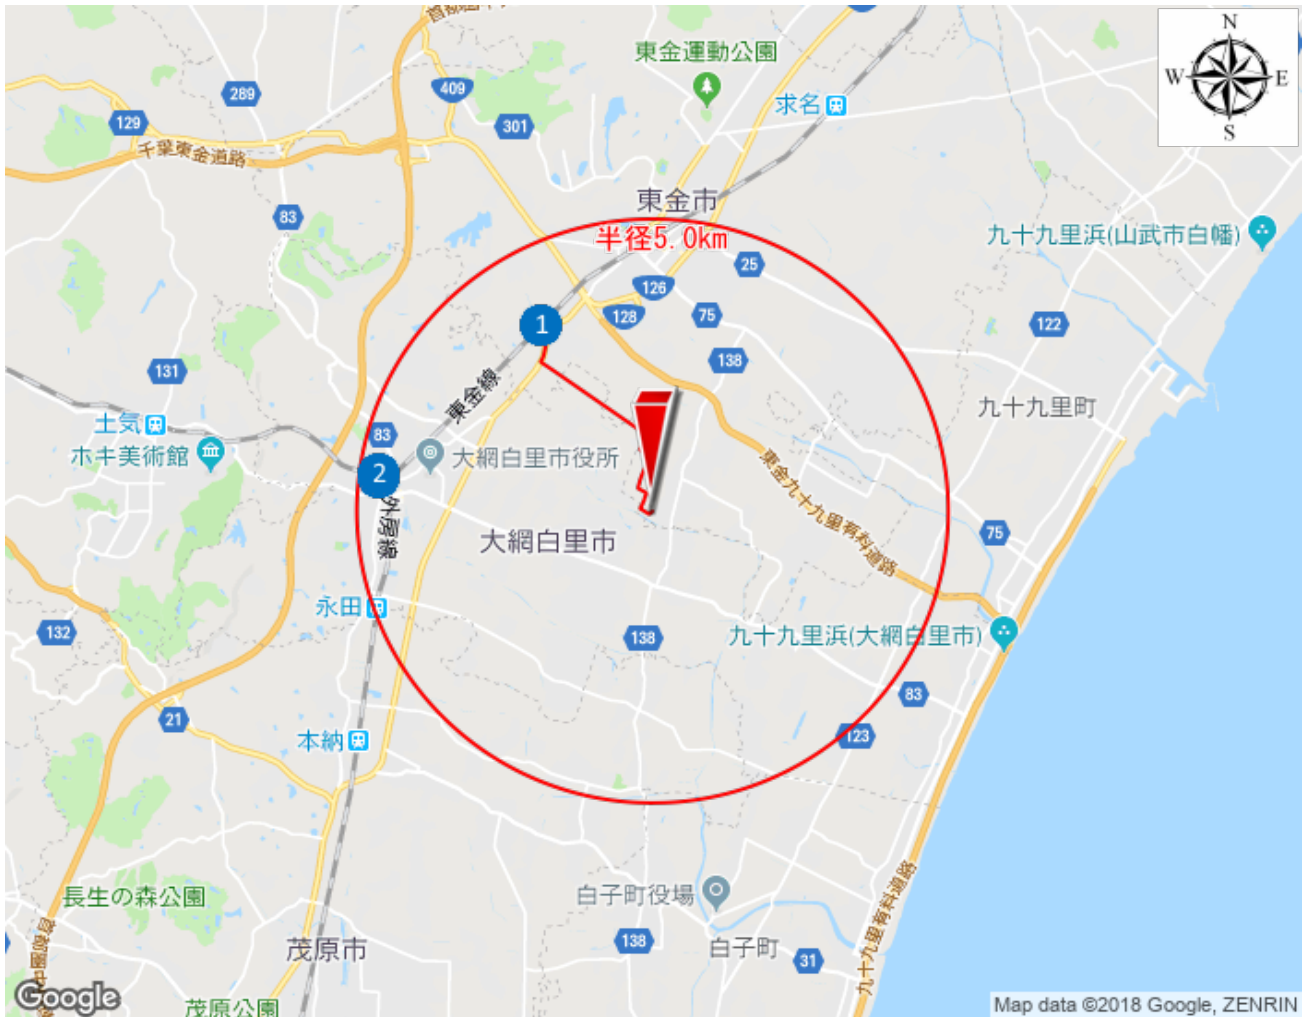 N
W
E
S
東金運動公園
409
289
301
求名
129
千葉東金道路
83
東金市
半径5.0km
九十九里浜(山武市白幡)
25
126
128
75
122
1
138
131
東金線
九十九里町
土気
83
ホキ美術館
大網白里市役所
2
東金九十九里有料道路
外房線
大網白里市
75
永田
132
138
九十九里浜(大網白里市)
83
21
123
本納
長生の森公園
白子町役場
九十九里有料道路
138
白子町
茂原市
31
Google
茂原公園
Map data ©2018 Google, ZENRIN